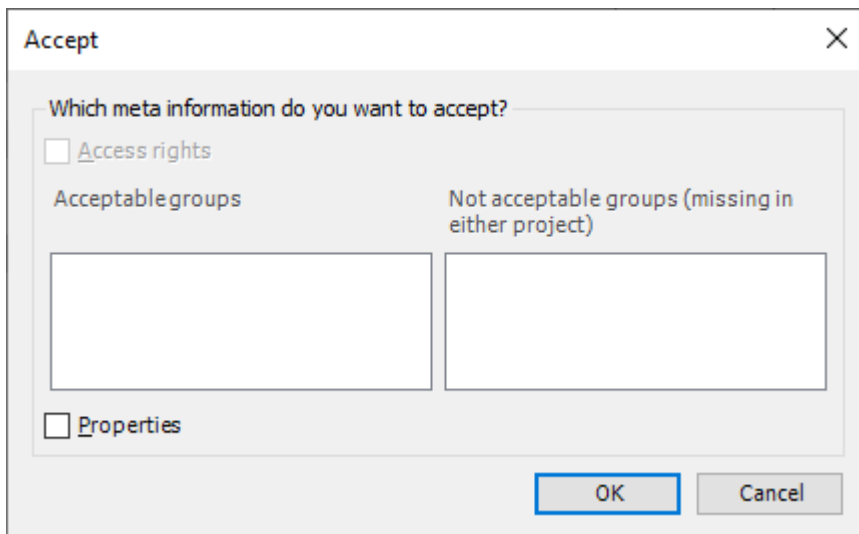 Accept
Which meta information do you want to accept?
Access rights
Acceptable groups
Not acceptable groups (missing in
either project)
Properties
OK
Cancel